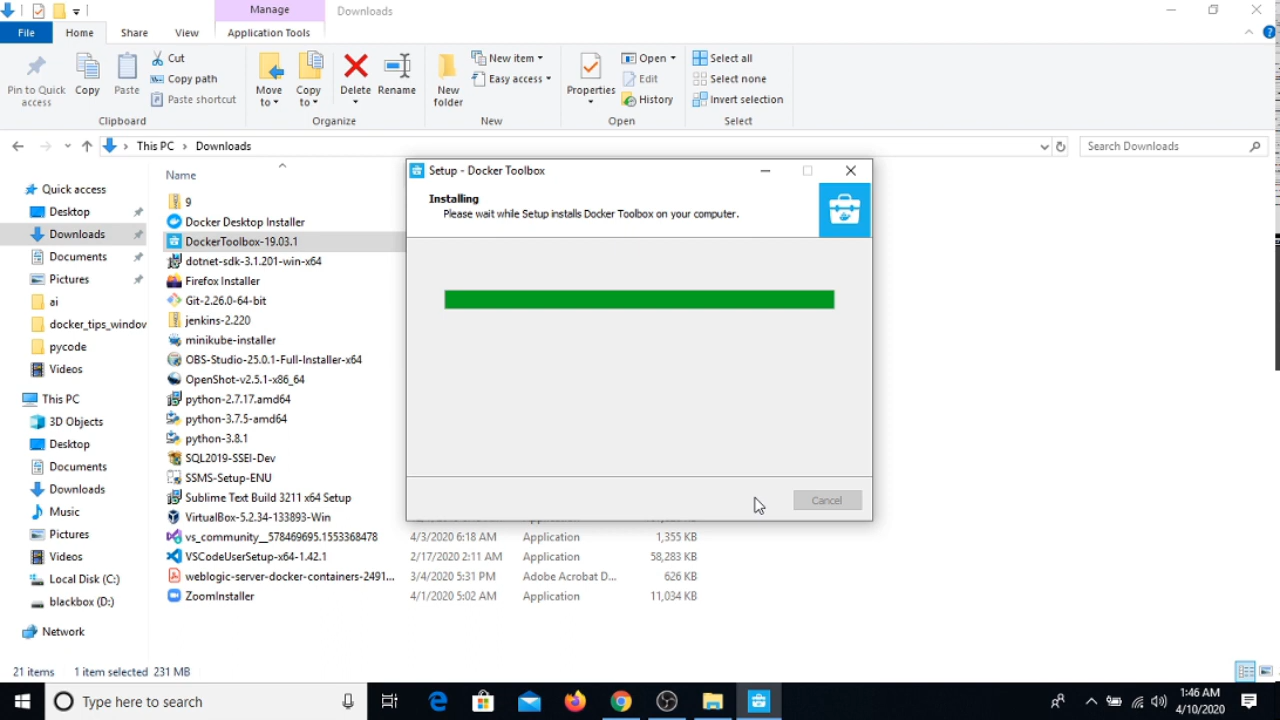 Manage
Downloads
File
Home
Share
View
Application Tools
Pin to Quick access
Copy
Paste
Cut
Copy path
Paste shortcut
Clipboard
Move to
Copy to
Delete
Rename
Organize
New folder
New item
Easy access
New
Properties
Open
Edit
History
Open
Select all
Select none
Invert selection
Select
This PC
Downloads
Search Downloads
Quick access
Desktop
Downloads
Documents
Pictures
ai
docker_tips_window
pycode
Videos
This PC
3D Objects
Desktop
Documents
Downloads
Music
Pictures
Videos
Local Disk (C:)
blackbox (D:)
Network
Name
9
Docker Desktop Installer
DockerToolbox-19.03.1
dotnet-sdk-3.1.201-win-x64
Firefox Installer
Git-2.26.0-64-bit
jenkins-2.220
minikube-installer
OBS-Studio-25.0.1-Full-Installer-x64
OpenShot-v2.5.1-x86_64
python-2.7.17.amd64
python-3.7.5-amd64
python-3.8.1
SQL2019-SSEI-Dev
SSMS-Setup-ENU
Sublime Text Build 3211 x64 Setup
VirtualBox-5.2.34-133893-Win
vs_community__578469695.1553368478 4/3/2020 6:18 AM Application 1,355 KB
VSCodeUserSetup-x64-1.42.1 2/17/2020 2:11 AM Application 58,283 KB
weblogic-server-docker-containers-2491... 3/4/2020 5:31 PM Adobe Acrobat D... 626 KB
ZoomInstaller 4/1/2020 5:02 AM Application 11,034 KB
Setup - Docker Toolbox
Installing
Please wait while Setup installs Docker Toolbox on your computer.
Cancel
21 items 1 item selected 231 MB
Type here to search
1:46 AM
4/10/2020